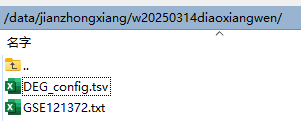 /data/jianzhongxiang/w20250314diaoxiangwen/
名字
..
DEG_config.tsv
GSE121372.txt